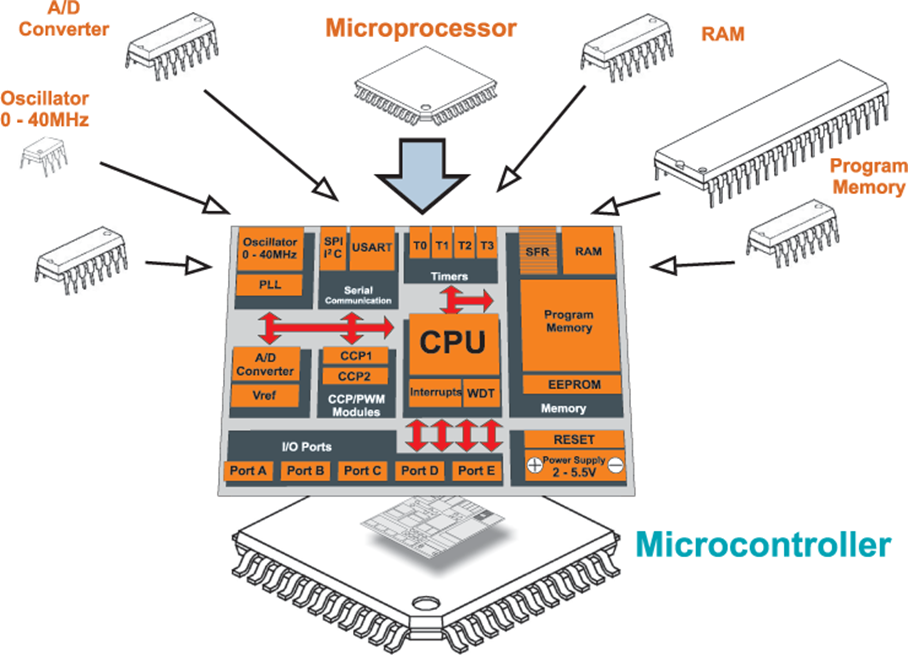 A/D
Converter
Microprocessor
RAM
Oscillator
0 - 40MHz
Program
Memory
Oscillator
0 - 40MHz
PLL
SPI
I²C
USART
Serial
Communication
T0
T1
T2
T3
Timers
SFR
RAM
Program
Memory
EEPROM
Memory
A/D
Converter
Vref
CCP1
CCP2
CCP/PWM
Modules
CPU
Interrupts
WDT
I/O Ports
Port A
Port B
Port C
Port D
Port E
RESET
+ Power Supply −
2 - 5.5V
Microcontroller